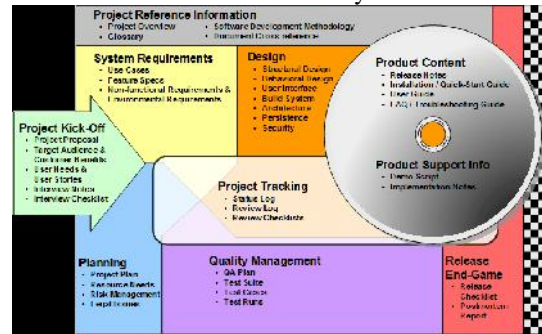 Project Reference Information
• Project Overview
• Glossary
• Software Development Methodology
• Document Cross-reference
System Requirements
• Use Cases
• Feature Specs
• Non-functional Requirements &
Environmental Requirements
Design
• Structural Design
• Behavioral Design
• User Interface
• Build System
• Architecture
• Persistence
• Security
Product Content
• Release Notes
• Installation / Quick-Start Guide
• User Guide
• FAQ / Troubleshooting Guide
Product Support Info
• Demo Script
• Implementation Notes
Project Kick-Off
• Project Proposal
• Target Audience &
Customer Benefits
• User Needs &
User Stories
• Interview Notes
• Interview Checklist
Project Tracking
• Status Log
• Review Log
• Review Checklists
Planning
• Project Plan
• Resource Needs
• Risk Management
• Legal Issues
Quality Management
• QA Plan
• Test Suite
• Test Cases
• Test Runs
Release
End-Game
• Release
Checklist
• Postmortem
Report